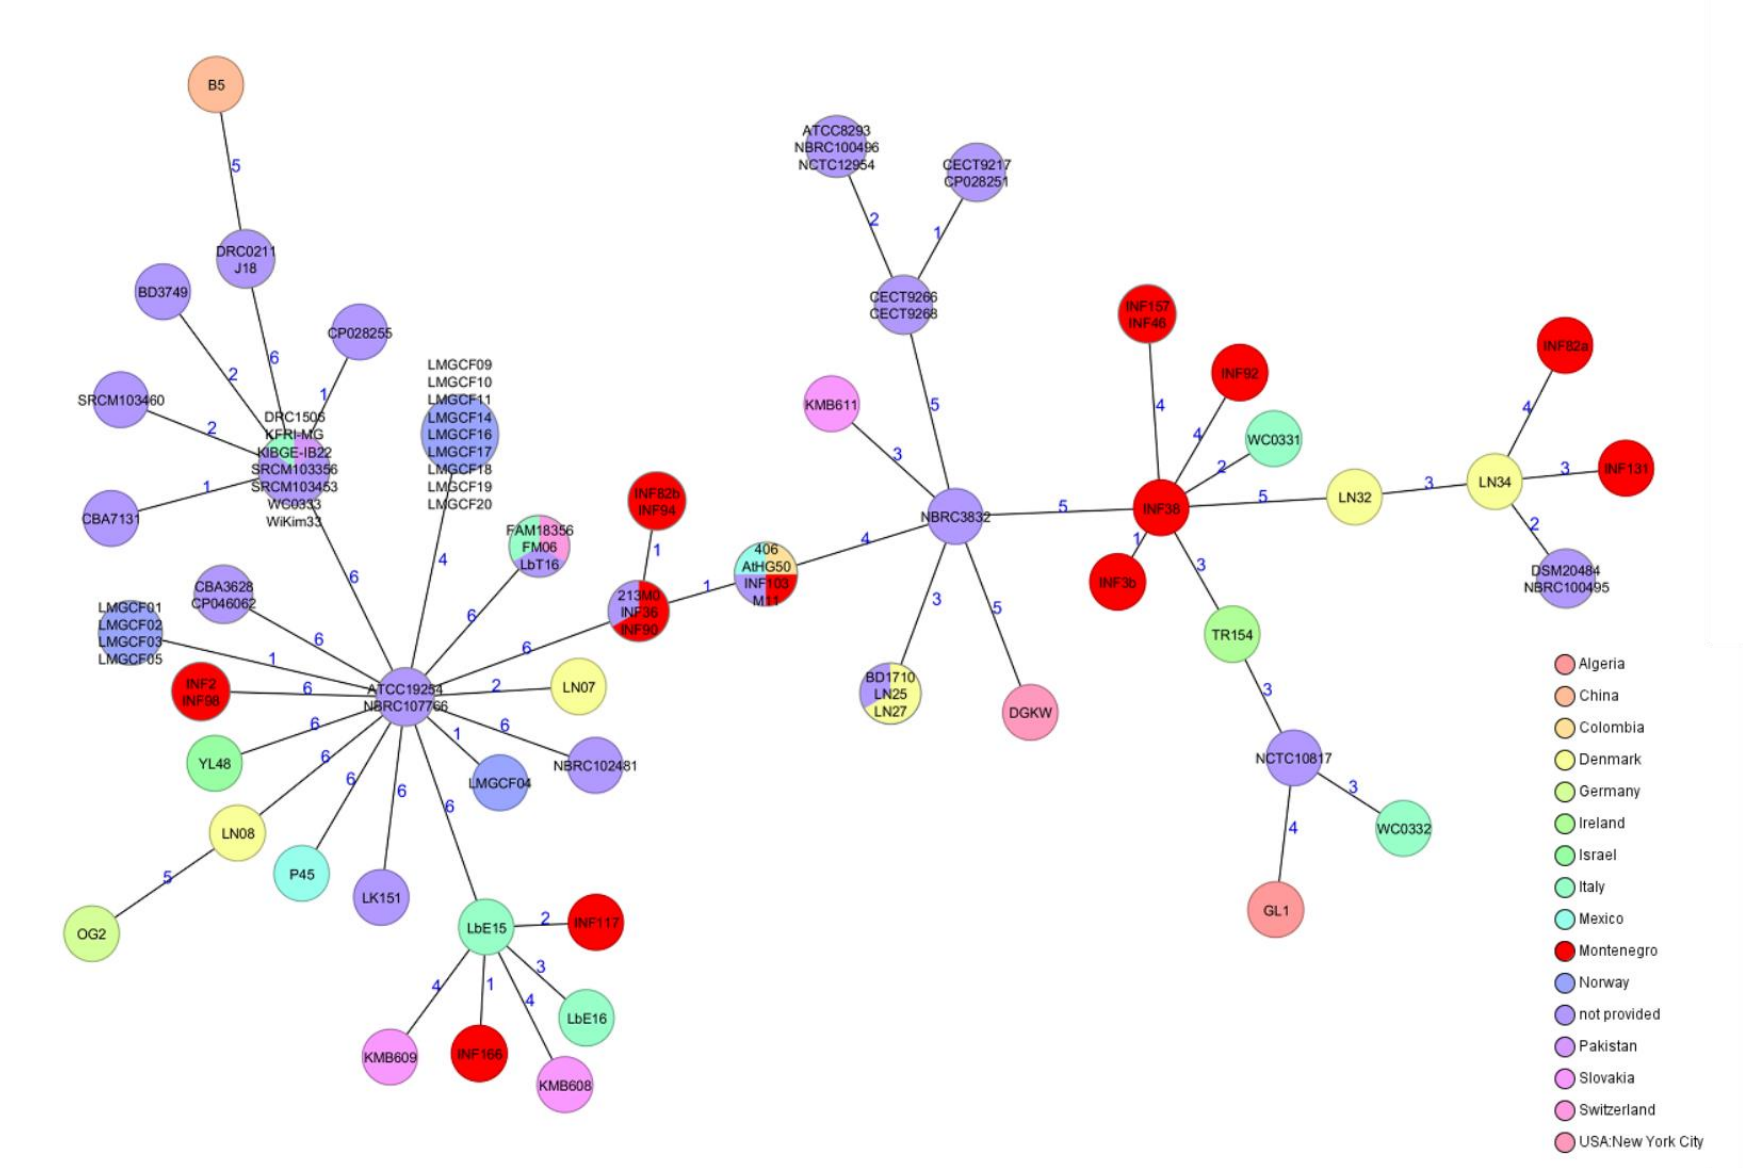 B5
5
DRC0211
J18
BD3749
CP028255
6
2
1
SRCM103460
2
DRC1506
KFRI-MG
KIBGE-IB22
SRCM103356
SRCM103453
WC0333
WiKim33
CBA7131
1
6
LMGCF09
LMGCF10
LMGCF11
LMGCF14
LMGCF16
LMGCF17
LMGCF18
LMGCF19
LMGCF20
4
FAM18356
FM06
LbT16
6
CBA3628
CP046062
6
LMGCF01
LMGCF02
LMGCF03
LMGCF05
1
INF2
INF98
6
ATCC19254
NBRC107766
INF82b
INF94
1
213M0
INF36
INF90
6
1
406
AtHG50
INF103
M11
4
2
LN07
YL48
6
6
NBRC102481
1
LMGCF04
6
LN08
5
OG2
6
P45
6
LK151
6
LbE15
2
INF117
3
LbE16
4
KMB609
1
INF166
4
KMB608
ATCC8293
NBRC100496
NCTC12954
2
CECT9217
CP028251
1
CECT9266
CECT9268
5
KMB611
3
NBRC3832
3
BD1710
LN25
LN27
5
DGKW
5
INF38
INF157
INF46
4
INF92
4
WC0331
2
1
INF3b
5
LN32
3
LN34
4
INF82a
3
INF131
2
DSM20484
NBRC100495
3
TR154
3
NCTC10817
3
WC0332
4
GL1
Algeria
China
Colombia
Denmark
Germany
Ireland
Israel
Italy
Mexico
Montenegro
Norway
not provided
Pakistan
Slovakia
Switzerland
USA:New York City